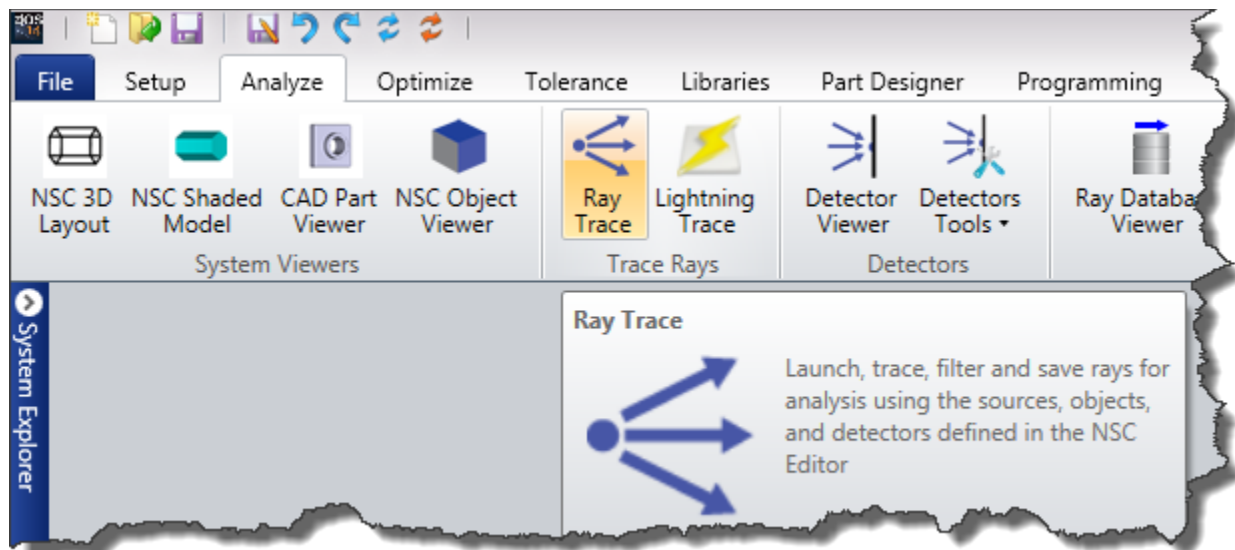 File Setup Analyze Optimize Tolerance Libraries Part Designer Programming
NSC 3D Layout
NSC Shaded Model
CAD Part Viewer
NSC Object Viewer
Ray Trace
Lightning Trace
Detector Viewer
Detectors Tools
Ray Databa
Viewer
System Viewers
Trace Rays
Detectors
System Explorer
Ray Trace
Launch, trace, filter and save rays for
analysis using the sources, objects,
and detectors defined in the NSC
Editor